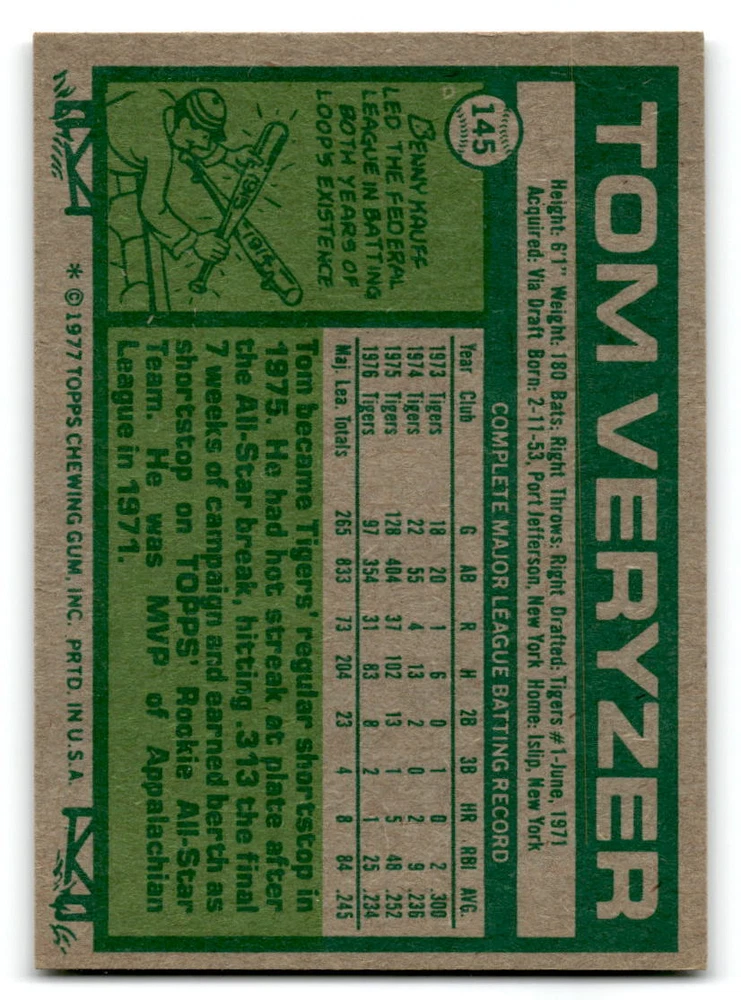 145
TOM VERYZER
Height: 6'1" Weight: 180 Bats: Right Throws: Right Drafted: Tigers #1-June, 1971
Acquired: Via Draft Born: 2-11-53, Port Jefferson, New York Home: Islip, New York
COMPLETE MAJOR LEAGUE BATTING RECORD
Year Club G AB R H 2B 3B HR RBI AVG.
1973 Tigers 18 20 1 6 0 1 0 2 .300
1974 Tigers 22 55 4 13 2 0 2 9 .236
1975 Tigers 128 404 37 102 13 1 5 48 .252
1976 Tigers 97 354 31 83 8 2 1 25 .234
Maj. Lea Totals 265 833 73 204 23 4 8 84 .245
BENNY KAUFF
LED THE FEDERAL
LEAGUE IN BATTING
BOTH YEARS OF
LOOP'S EXISTENCE
1915
Tom became Tigers' regular shortstop in
1975. He had hot streak at plate after
the All-Star break, hitting .313 the final
7 weeks of campaign and earned berth as
shortstop on TOPPS' Rookie All-Star
Team. He was MVP of Appalachian
League in 1971.
* © 1977 TOPPS CHEWING GUM, INC. PRTD. IN U.S.A.